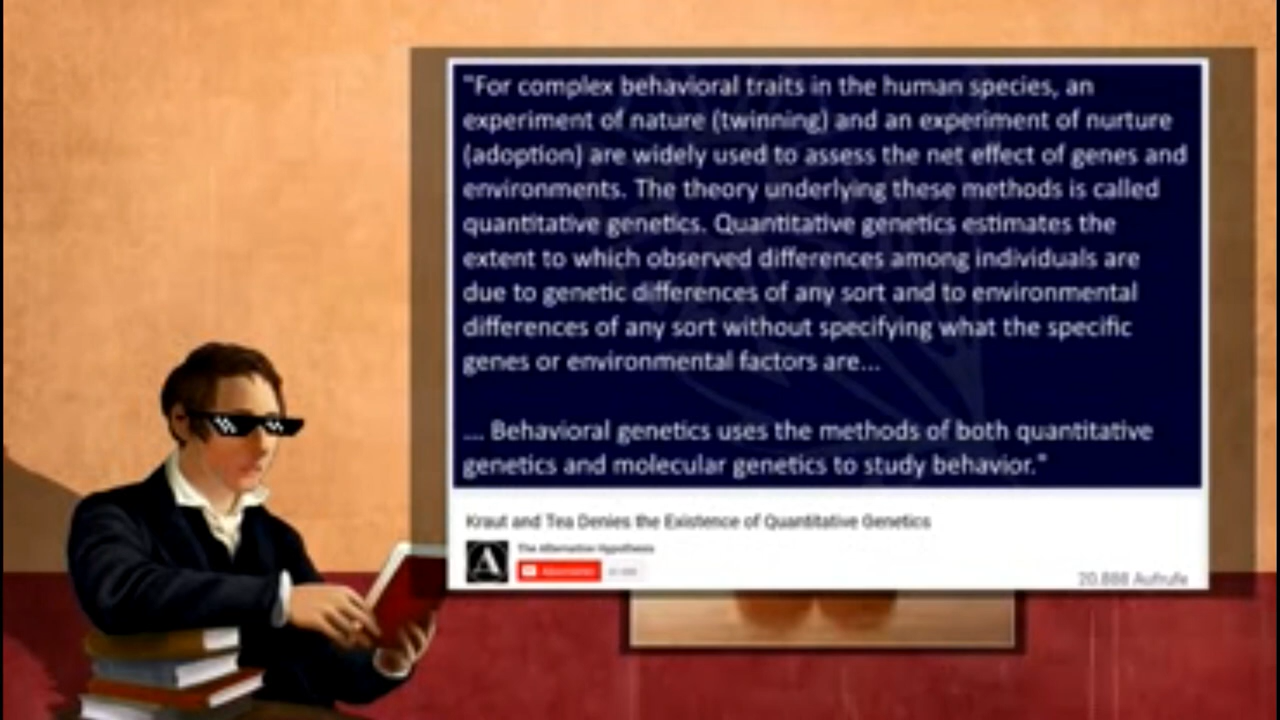 "For complex behavioral traits in the human species, an
experiment of nature (twinning) and an experiment of nurture
(adoption) are widely used to assess the net effect of genes and
environments. The theory underlying these methods is called
quantitative genetics. Quantitative genetics estimates the
extent to which observed differences among individuals are
due to genetic differences of any sort and to environmental
differences of any sort without specifying what the specific
genes or environmental factors are...
... Behavioral genetics uses the methods of both quantitative
genetics and molecular genetics to study behavior."
Kraut and Tea Denies the Existence of Quantitative Genetics
The Alternative Hypothesis
20.888 Aufrufe